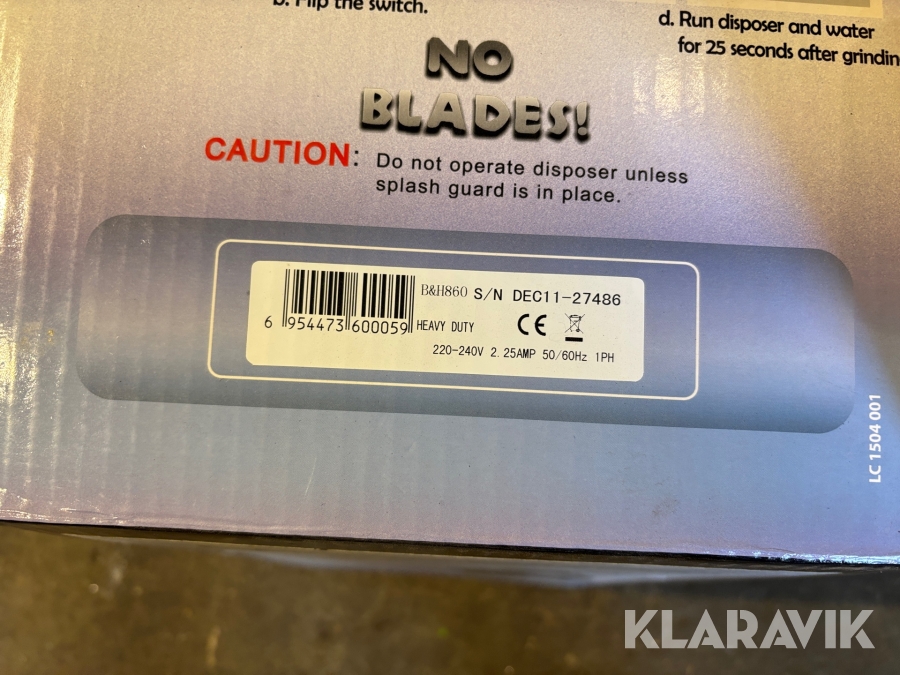 b. Flip the switch.
d. Run disposer and water
for 25 seconds after grindin
NO
BLADES!
CAUTION: Do not operate disposer unless
splash guard is in place.
B&H860 S/N DEC11-27486
6 954473 600059 HEAVY DUTY
CE
220-240V 2.25AMP 50/60Hz 1PH
LC 1504 001
KLARAVIK